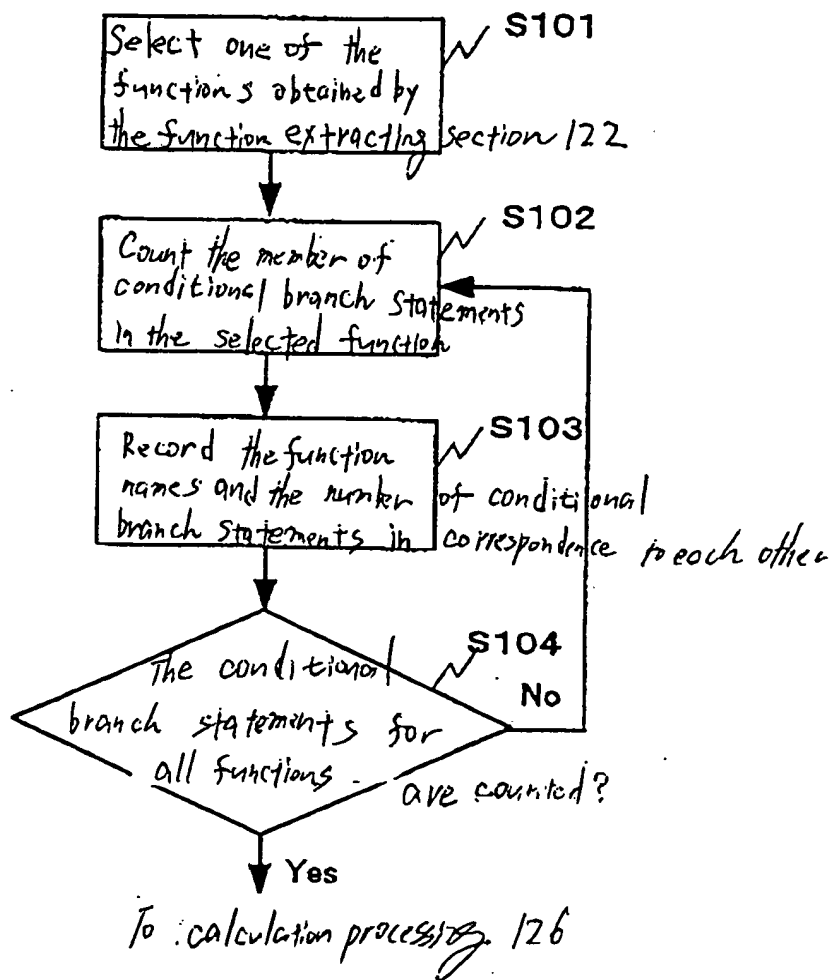 S101
Select one of the
functions obtained by
the function extracting section 122
S102
Count the member of
conditional branch statements
in the selected function
S103
Record the function
names and the number of conditional
branch statements in correspondence to each other
S104
The conditional
branch statements for
all functions
are counted?
No
Yes
To calculation processing 126